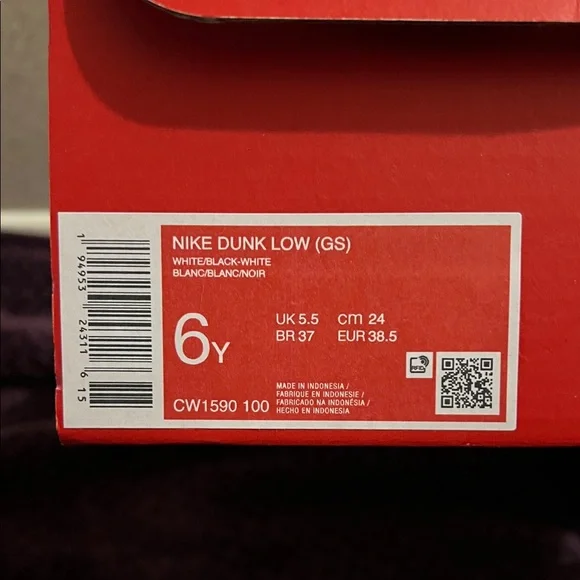 NIKE DUNK LOW (GS)
WHITE/BLACK-WHITE
BLANC/BLANC/NOIR
6Y
UK 5.5 cm 24
BR 37 EUR 38.5
RFID
CW1590 100
MADE IN INDONESIA /
FABRIQUE EN INDONESIE /
FABRICADO NA INDONÉSIA /
HECHO EN INDONESIA
1 94953 24311 6 15